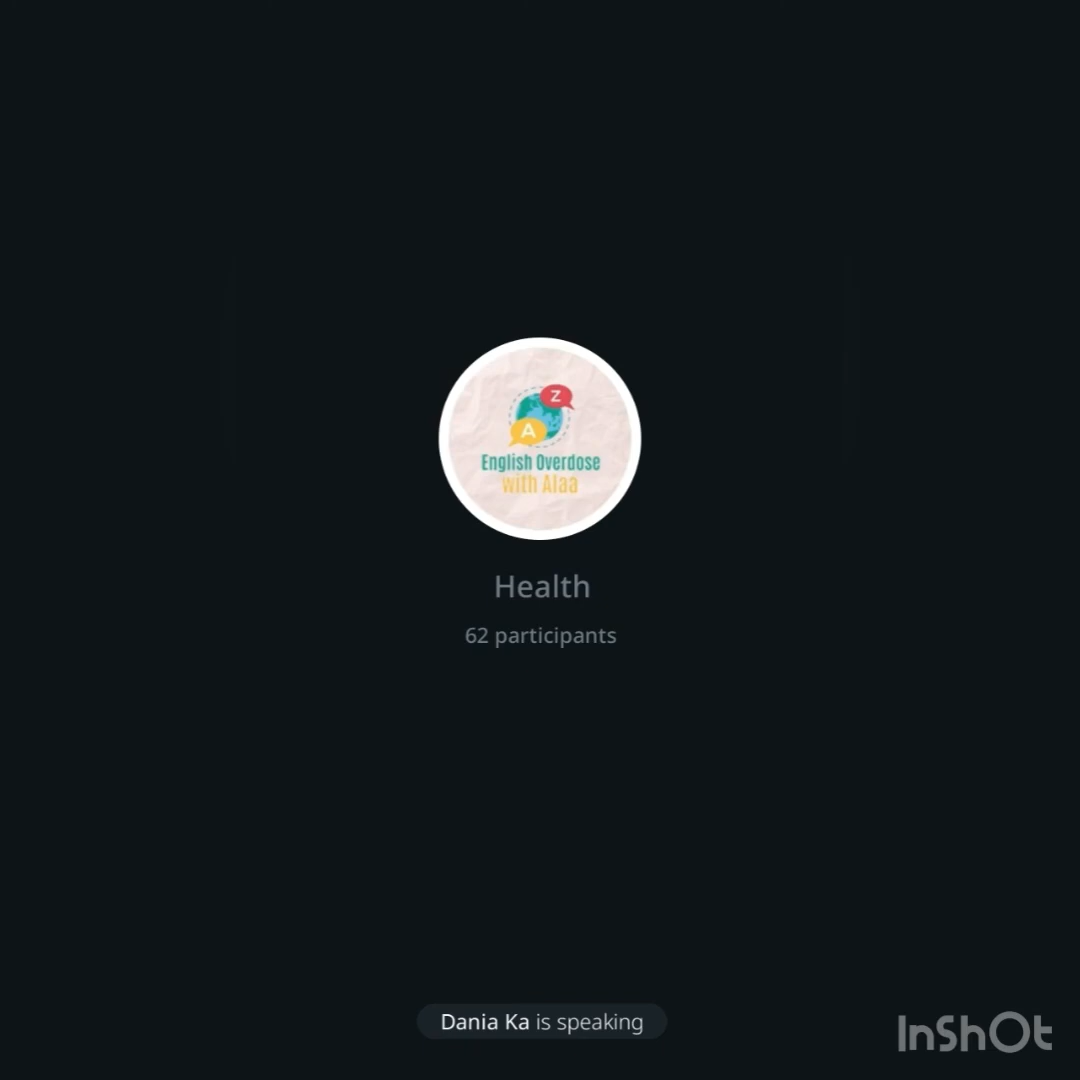 Z
A
English Overdose
with Alaa
Health
62 participants
Dania Ka is speaking
InShOt